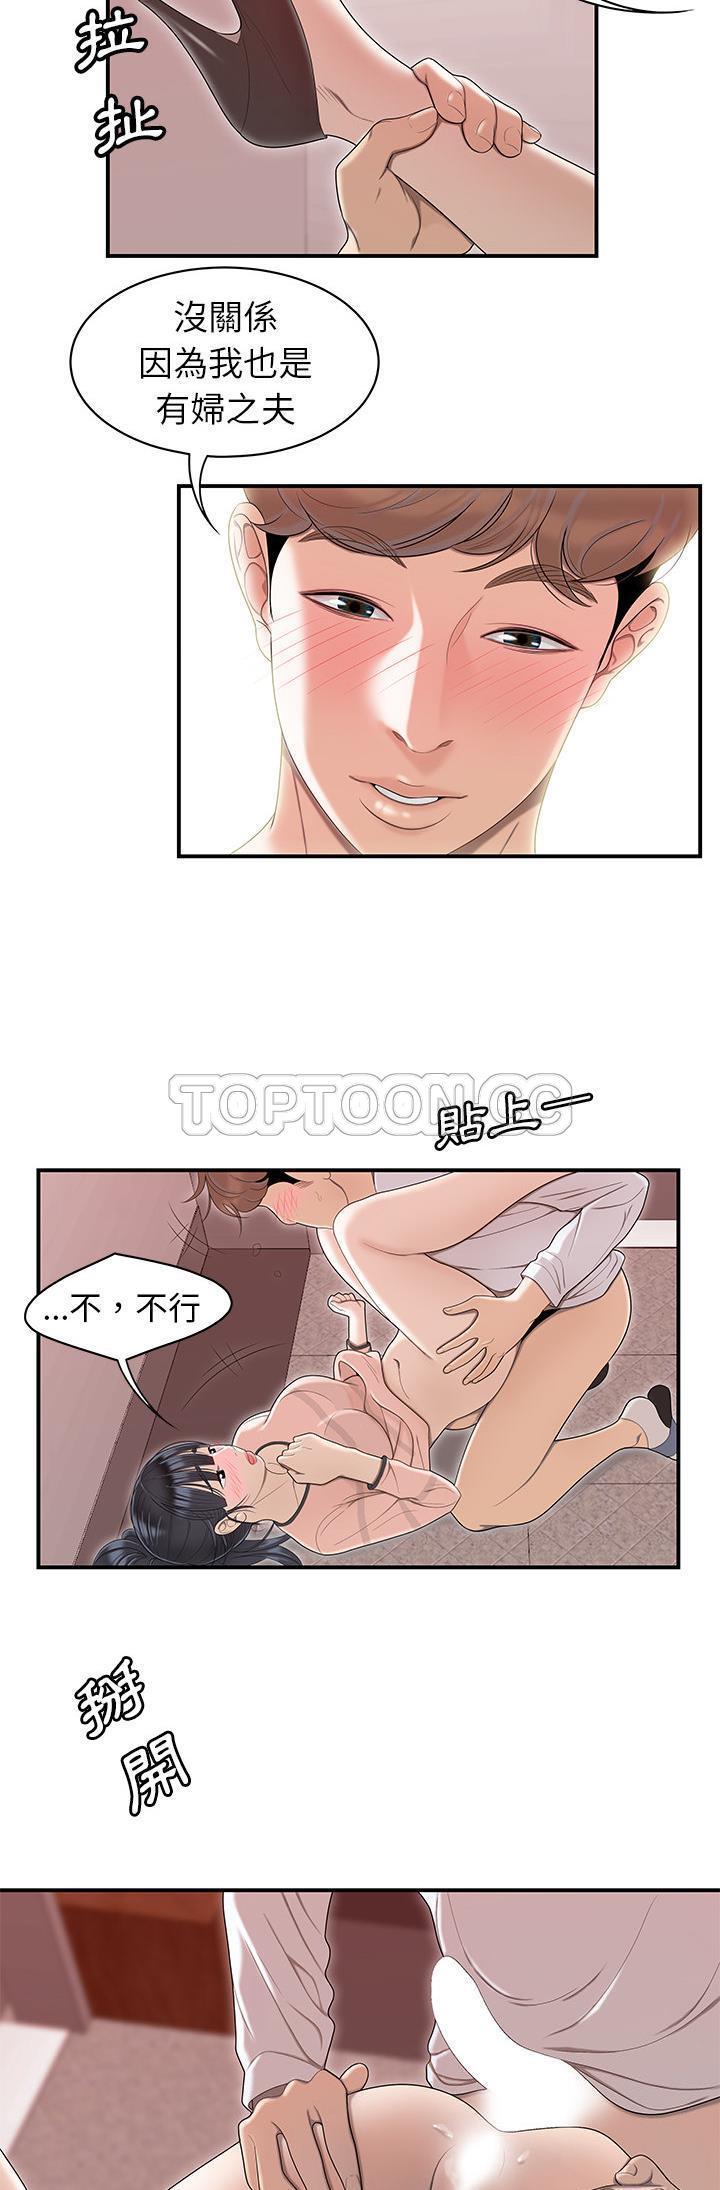 拉
扯
沒關係
因為我也是
有婦之夫
TOPTOON.CC
貼上一
...不，不行
掰
開